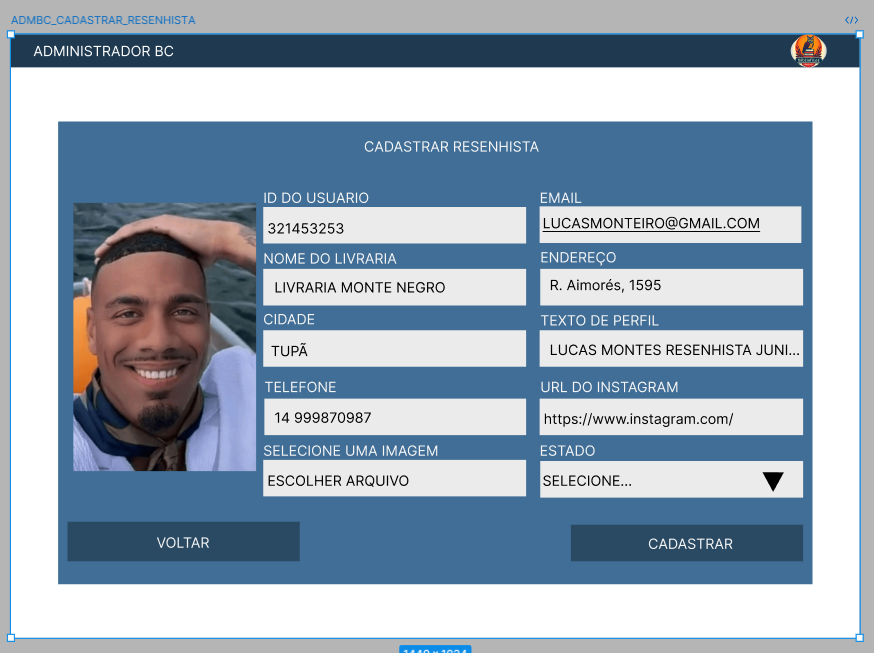 ADMBC_CADASTRAR_RESENHISTA
</>
ADMINISTRADOR BC
CADASTRAR RESENHISTA
ID DO USUARIO
321453253
NOME DO LIVRARIA
LIVRARIA MONTE NEGRO
CIDADE
TUPÃ
TELEFONE
14 999870987
SELECIONE UMA IMAGEM
ESCOLHER ARQUIVO
EMAIL
LUCASMONTEIRO@GMAIL.COM
ENDEREÇO
R. Aimorés, 1595
TEXTO DE PERFIL
LUCAS MONTES RESENHISTA JUNI...
URL DO INSTAGRAM
https://www.instagram.com/
ESTADO
SELECIONE...
VOLTAR
CADASTRAR